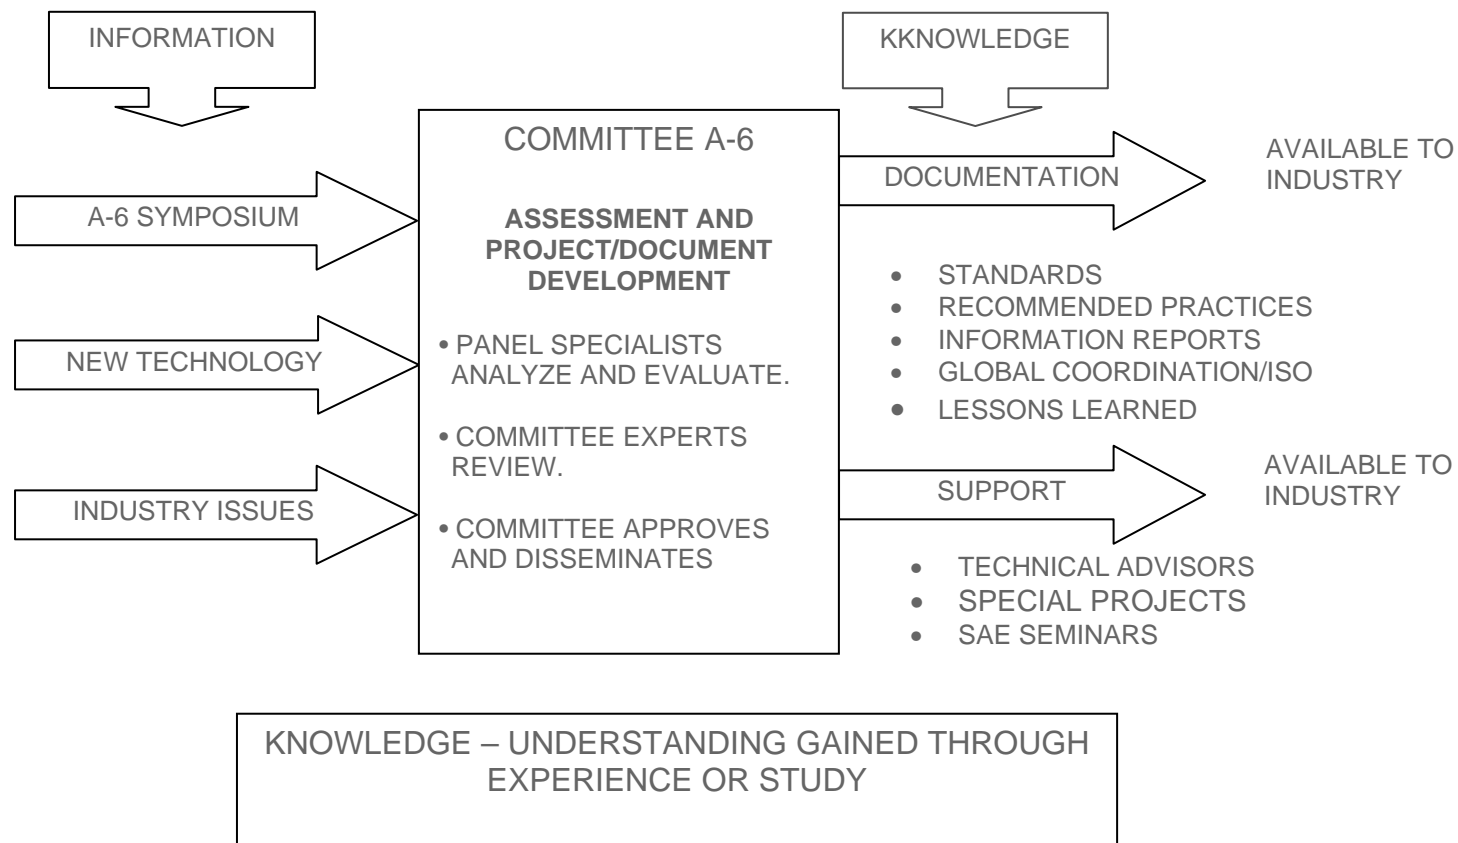 INFORMATION
KKNOWLEDGE
A-6 SYMPOSIUM
NEW TECHNOLOGY
INDUSTRY ISSUES
COMMITTEE A-6
ASSESSMENT AND
PROJECT/DOCUMENT
DEVELOPMENT
• PANEL SPECIALISTS
ANALYZE AND EVALUATE.
• COMMITTEE EXPERTS
REVIEW.
• COMMITTEE APPROVES
AND DISSEMINATES
DOCUMENTATION
AVAILABLE TO
INDUSTRY
• STANDARDS
• RECOMMENDED PRACTICES
• INFORMATION REPORTS
• GLOBAL COORDINATION/ISO
• LESSONS LEARNED
SUPPORT
AVAILABLE TO
INDUSTRY
• TECHNICAL ADVISORS
• SPECIAL PROJECTS
• SAE SEMINARS
KNOWLEDGE – UNDERSTANDING GAINED THROUGH
EXPERIENCE OR STUDY